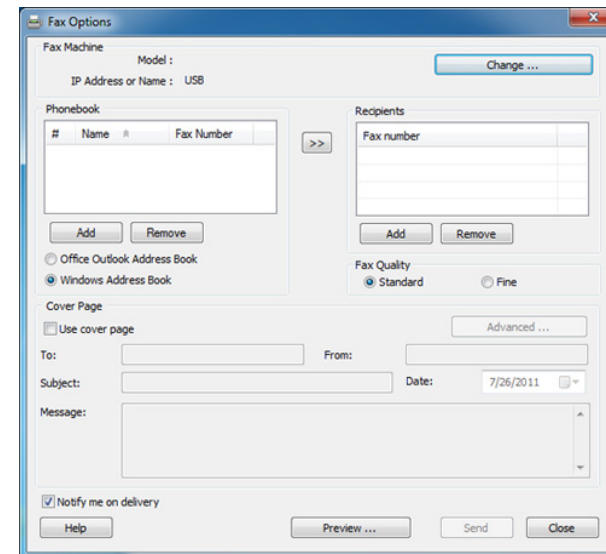 Fax Options
Fax Machine
Model :
Change ...
IP Address or Name : USB
Phonebook
Recipients
# Name Fax Number
>>
Fax number
Add Remove
Add Remove
Office Outlook Address Book
Windows Address Book
Fax Quality
Standard Fine
Cover Page
Use cover page
Advanced ...
To: From:
Subject: Date: 7/26/2011
Message:
Notify me on delivery
Help Preview ... Send Close